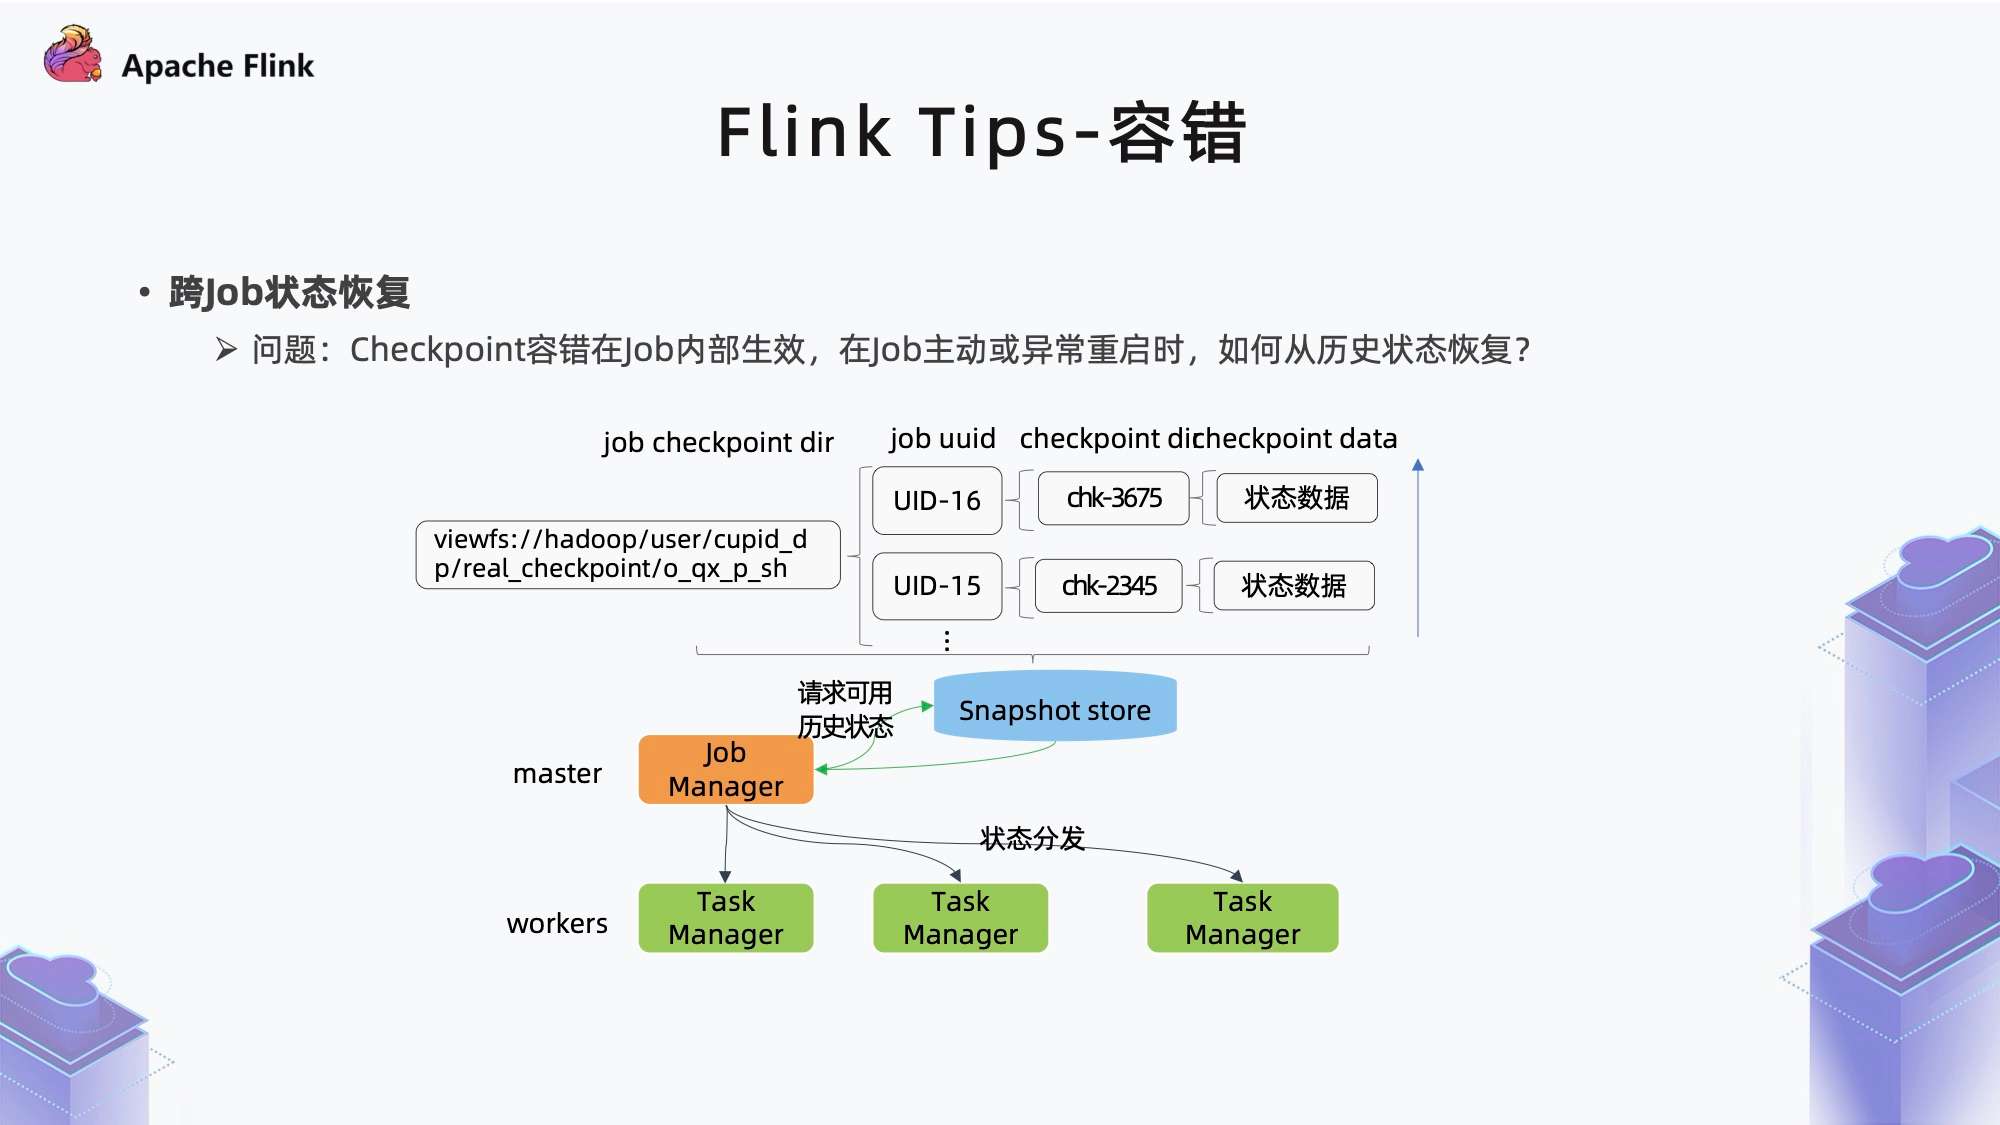 Apache Flink
Flink Tips-容错
• 跨Job状态恢复
➢ 问题：Checkpoint容错在Job内部生效，在Job主动或异常重启时，如何从历史状态恢复？
job checkpoint dir
job uuid
checkpoint dir
checkpoint data
UID-16
chk-3675
状态数据
viewfs://hadoop/user/cupid_d
p/real_checkpoint/o_qx_p_sh
UID-15
chk-2345
状态数据
⋮
请求可用
历史状态
Snapshot store
master
Job
Manager
状态分发
workers
Task
Manager
Task
Manager
Task
Manager